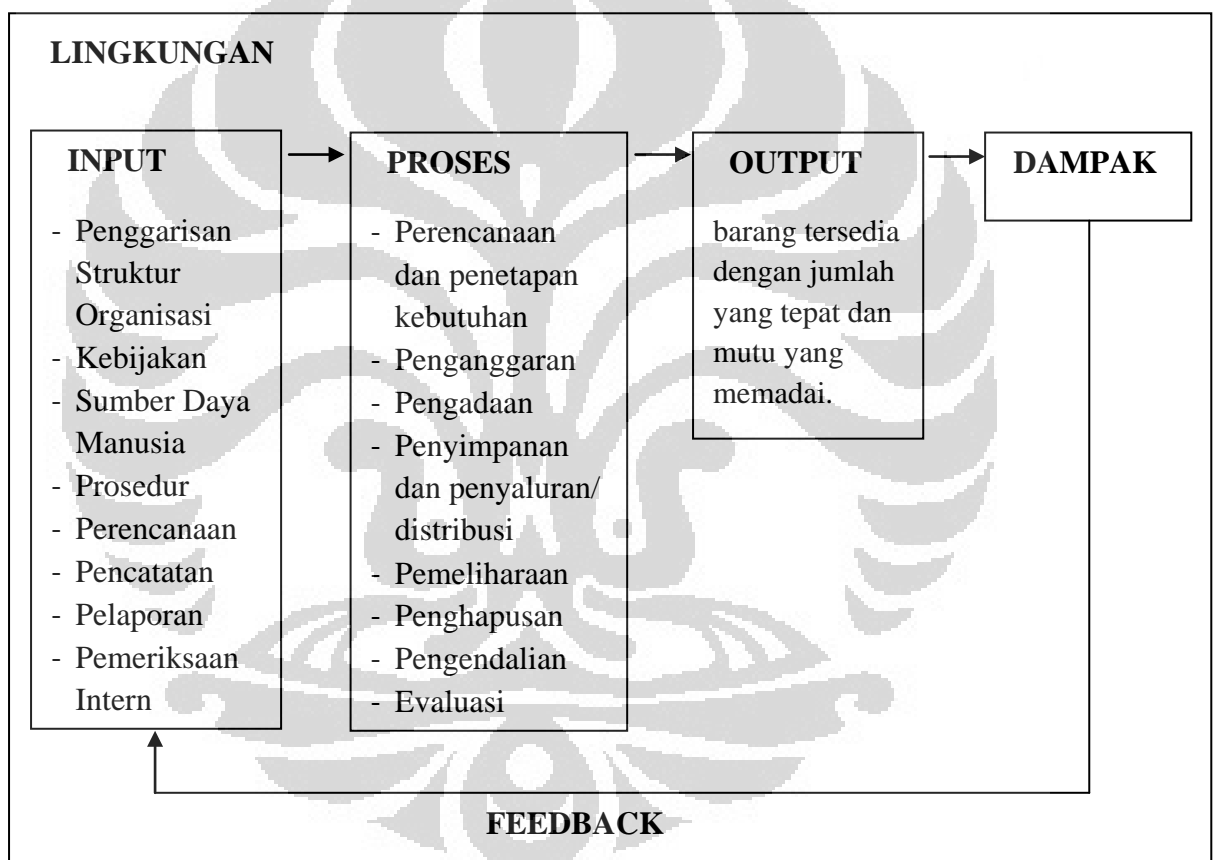 LINGKUNGAN
INPUT
- Penggarisan
Struktur
Organisasi
- Kebijakan
- Sumber Daya
Manusia
- Prosedur
- Perencanaan
- Pencatatan
- Pelaporan
- Pemeriksaan
Intern
PROSES
- Perencanaan
dan penetapan
kebutuhan
- Penganggaran
- Pengadaan
- Penyimpanan
dan penyaluran/
distribusi
- Pemeliharaan
- Penghapusan
- Pengendalian
- Evaluasi
OUTPUT
barang tersedia
dengan jumlah
yang tepat dan
mutu yang
memadai.
DAMPAK
FEEDBACK